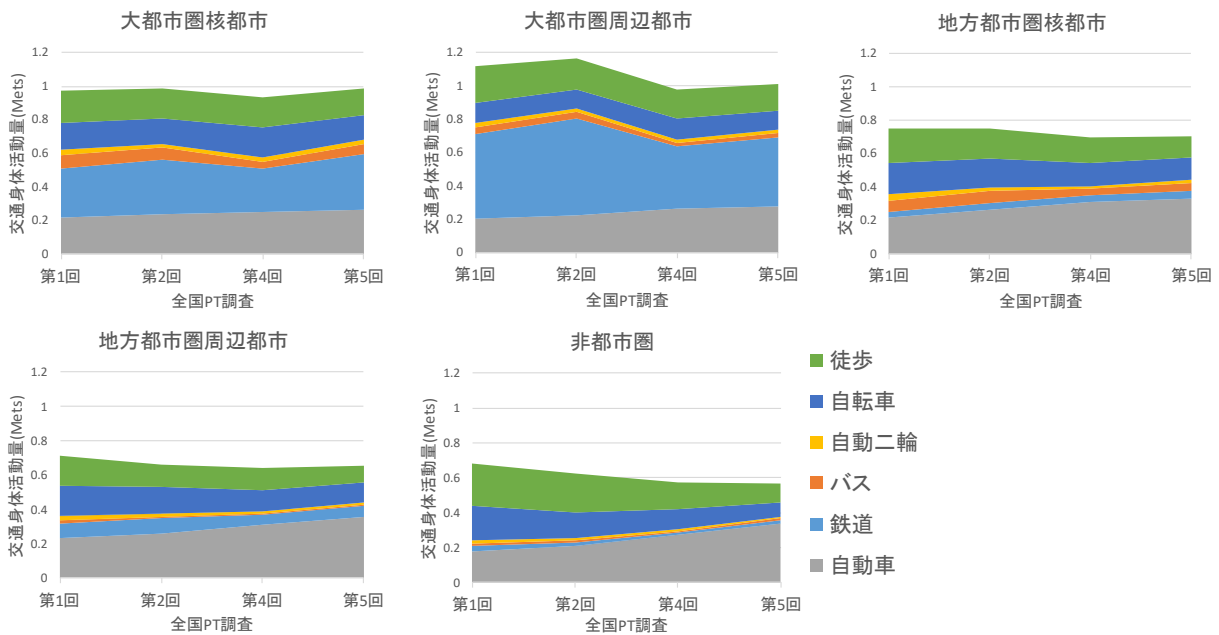 大都市圏核都市
交通身体活動量(Mets)
1.2
1
0.8
0.6
0.4
0.2
0
第1回 第2回 第4回 第5回
全国PT調査
大都市圏周辺都市
交通身体活動量(Mets)
1.2
1
0.8
0.6
0.4
0.2
0
第1回 第2回 第4回 第5回
全国PT調査
地方都市圏核都市
交通身体活動量(Mets)
1.2
1
0.8
0.6
0.4
0.2
0
第1回 第2回 第4回 第5回
全国PT調査
地方都市圏周辺都市
交通身体活動量(Mets)
1.2
1
0.8
0.6
0.4
0.2
0
第1回 第2回 第4回 第5回
全国PT調査
非都市圏
交通身体活動量(Mets)
1.2
1
0.8
0.6
0.4
0.2
0
第1回 第2回 第4回 第5回
全国PT調査
徒歩
自転車
自動二輪
バス
鉄道
自動車